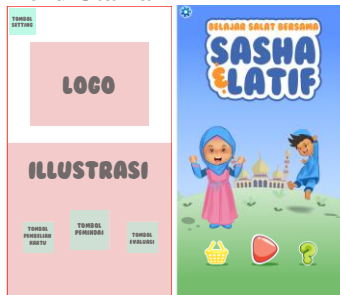 TOMBOL
SETTING
LOGO
ILLUSTRASI
TOMBOL
PEMBELIAN
KARTU
TOMBOL
PEMINDAI
TOMBOL
EVALUASI
BELAJAR SALAT BERSAMA
SASHA
& LATIF
?